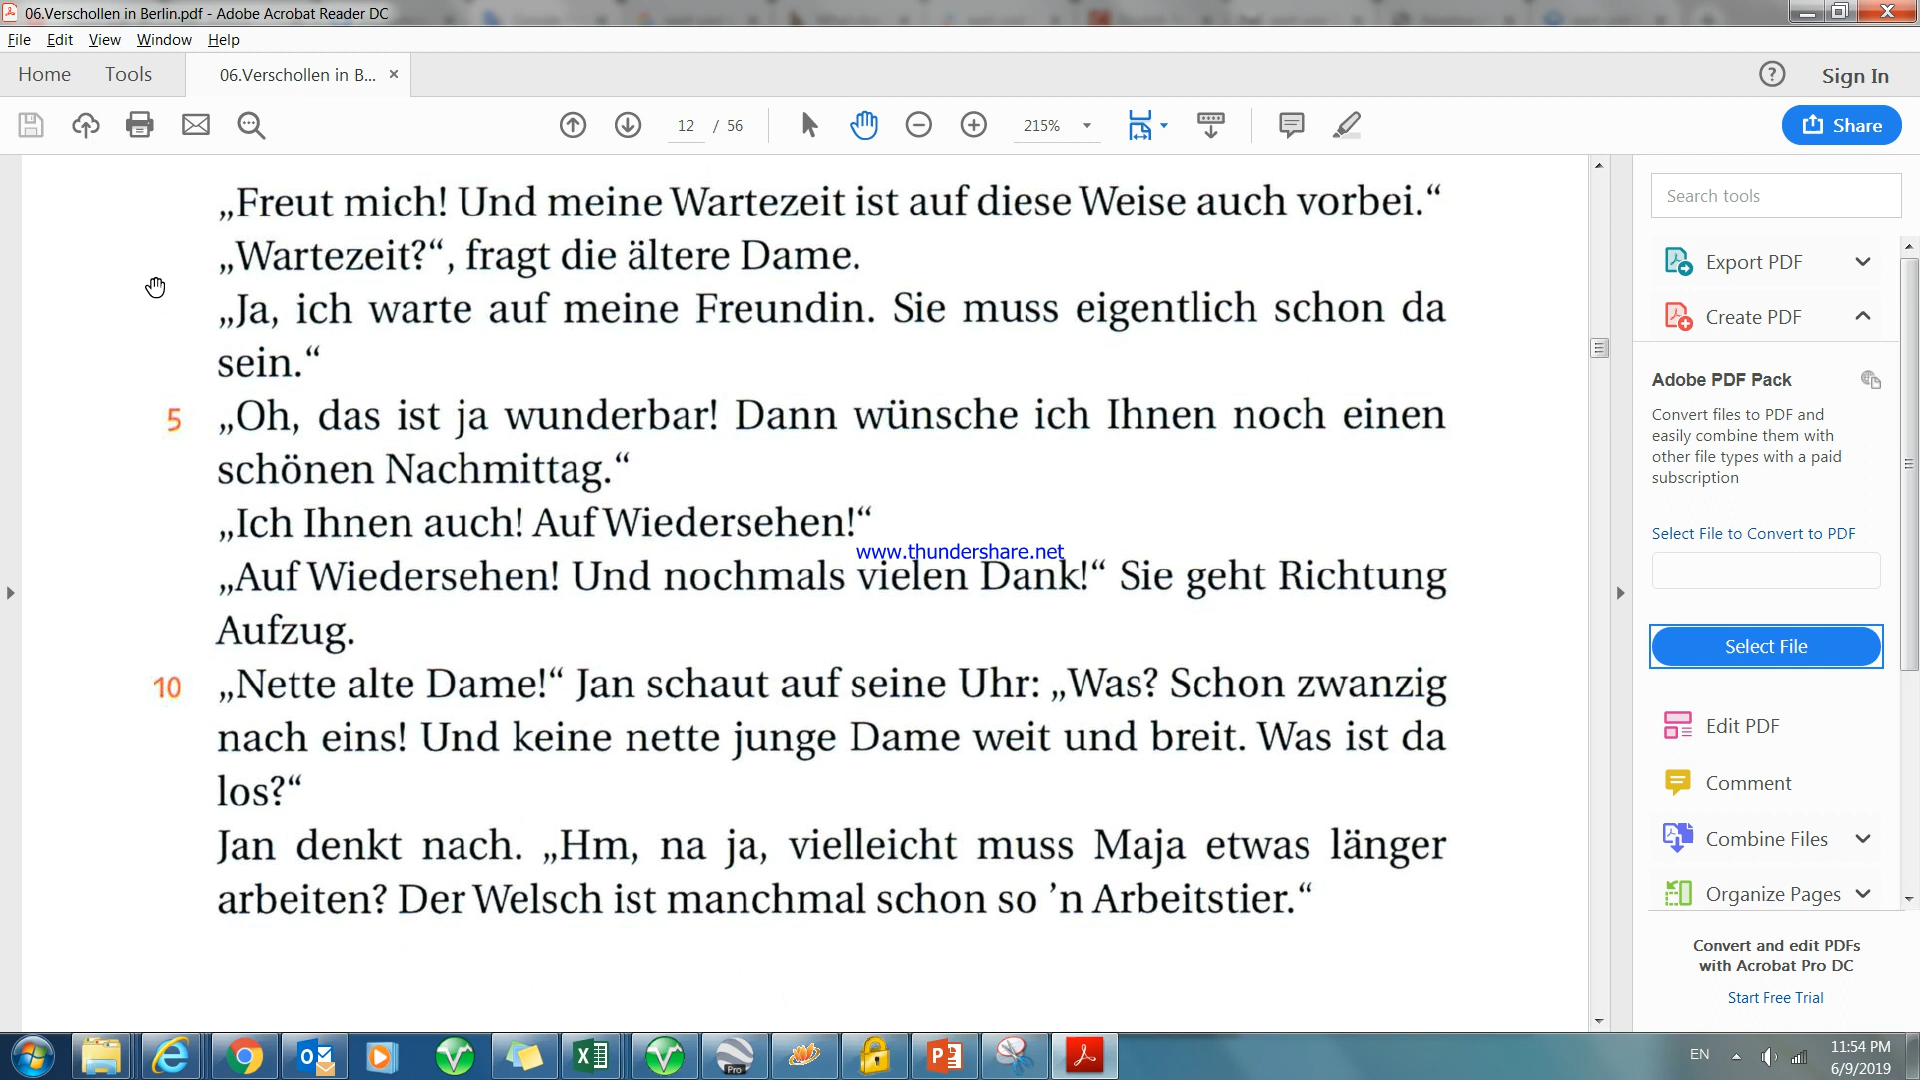 06.Verschollen in Berlin.pdf - Adobe Acrobat Reader DC
File Edit View Window Help
Home Tools 06.Verschollen in B... × Sign In
12 / 56 215% Share
„Freut mich! Und meine Wartezeit ist auf diese Weise auch vorbei.“
„Wartezeit?“, fragt die ältere Dame.
„Ja, ich warte auf meine Freundin. Sie muss eigentlich schon da
sein.“
5 „Oh, das ist ja wunderbar! Dann wünsche ich Ihnen noch einen
schönen Nachmittag.“
„Ich Ihnen auch! Auf Wiedersehen!“
www.thundershare.net
„Auf Wiedersehen! Und nochmals vielen Dank!“ Sie geht Richtung
Aufzug.
10 „Nette alte Dame!“ Jan schaut auf seine Uhr: „Was? Schon zwanzig
nach eins! Und keine nette junge Dame weit und breit. Was ist da
los?“
Jan denkt nach. „Hm, na ja, vielleicht muss Maja etwas länger
arbeiten? Der Welsch ist manchmal schon so ’n Arbeitstier.“
Search tools
Export PDF
Create PDF
Adobe PDF Pack
Convert files to PDF and
easily combine them with
other file types with a paid
subscription
Select File to Convert to PDF
Select File
Edit PDF
Comment
Combine Files
Organize Pages
Convert and edit PDFs
with Acrobat Pro DC
Start Free Trial
Pro
EN
11:54 PM
6/9/2019